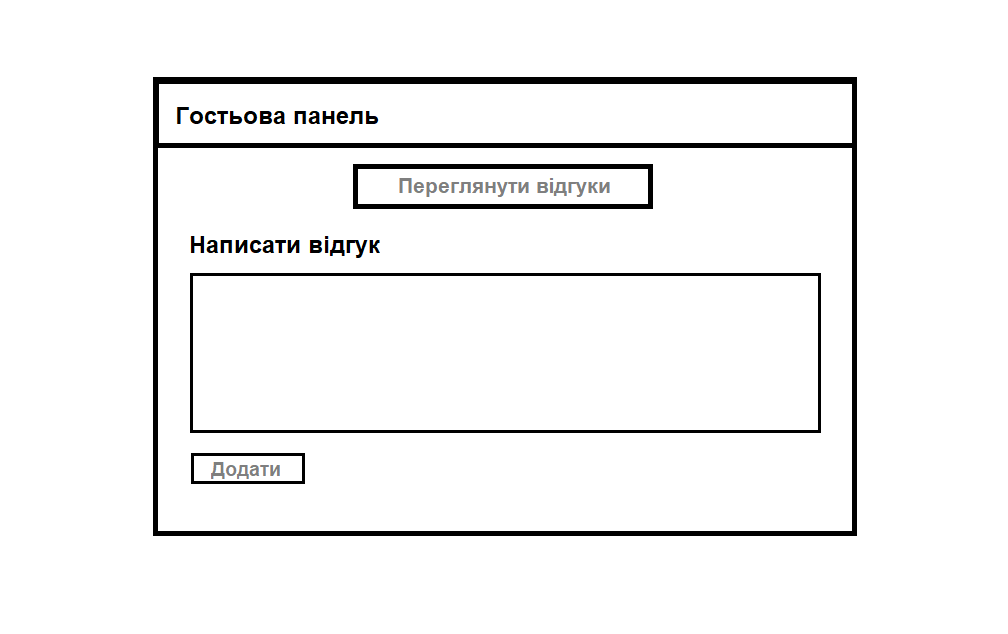 Гостьова панель
Переглянути відгуки
Написати відгук
Додати